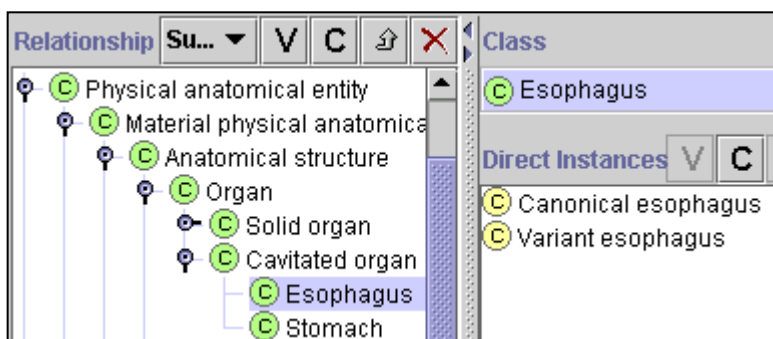 Relationship Su... V C
C Physical anatomical entity
C Material physical anatomica
C Anatomical structure
C Organ
C Solid organ
C Cavitated organ
C Esophagus
C Stomach
Class
C Esophagus
Direct Instances V C
C Canonical esophagus
C Variant esophagus